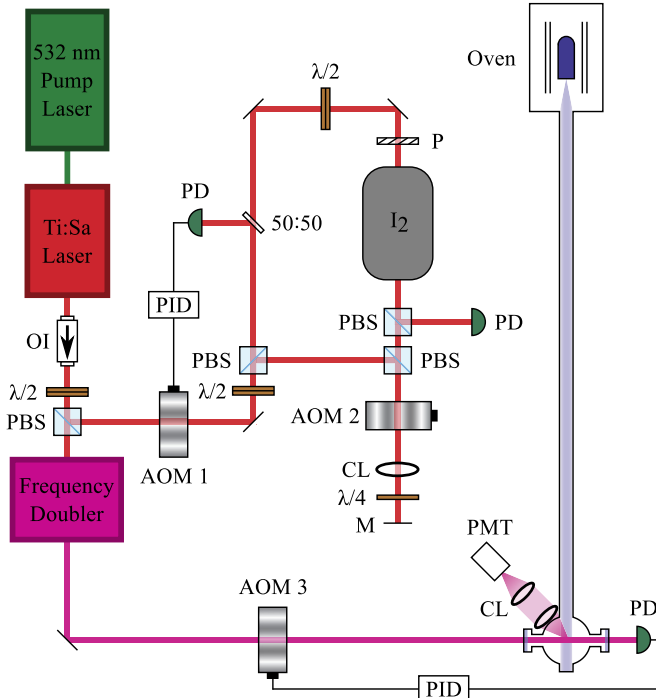 532 nm
Pump
Laser
Ti:Sa
Laser
OI
λ/2
PBS
Frequency
Doubler
PD
PID
AOM 1
λ/2
50:50
PBS
λ/2
P
I2
PBS
PD
PBS
AOM 2
CL
λ/4
M
Oven
PMT
CL
AOM 3
PD
PID